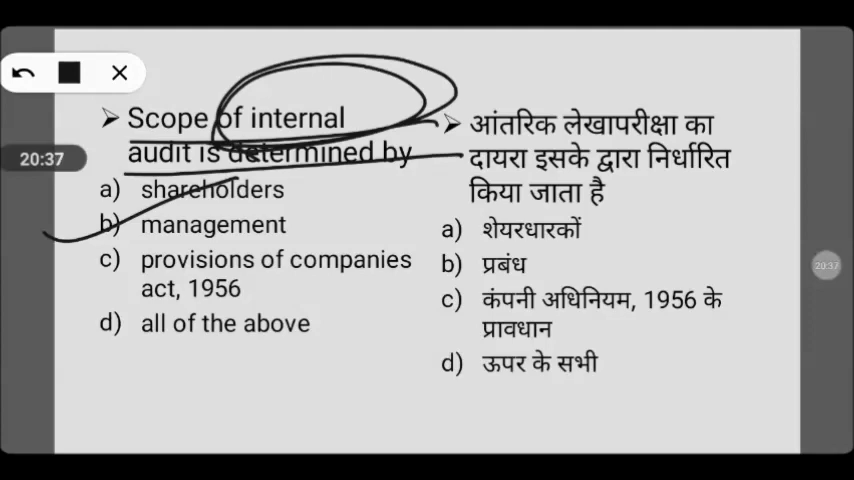 20:37
➢ Scope of internal
audit is determined by
a) shareholders
b) management
c) provisions of companies
act, 1956
d) all of the above
➢ आंतरिक लेखापरीक्षा का
दायरा इसके द्वारा निर्धारित
किया जाता है
a) शेयरधारकों
b) प्रबंध
c) कंपनी अधिनियम, 1956 के
प्रावधान
d) ऊपर के सभी
20:37